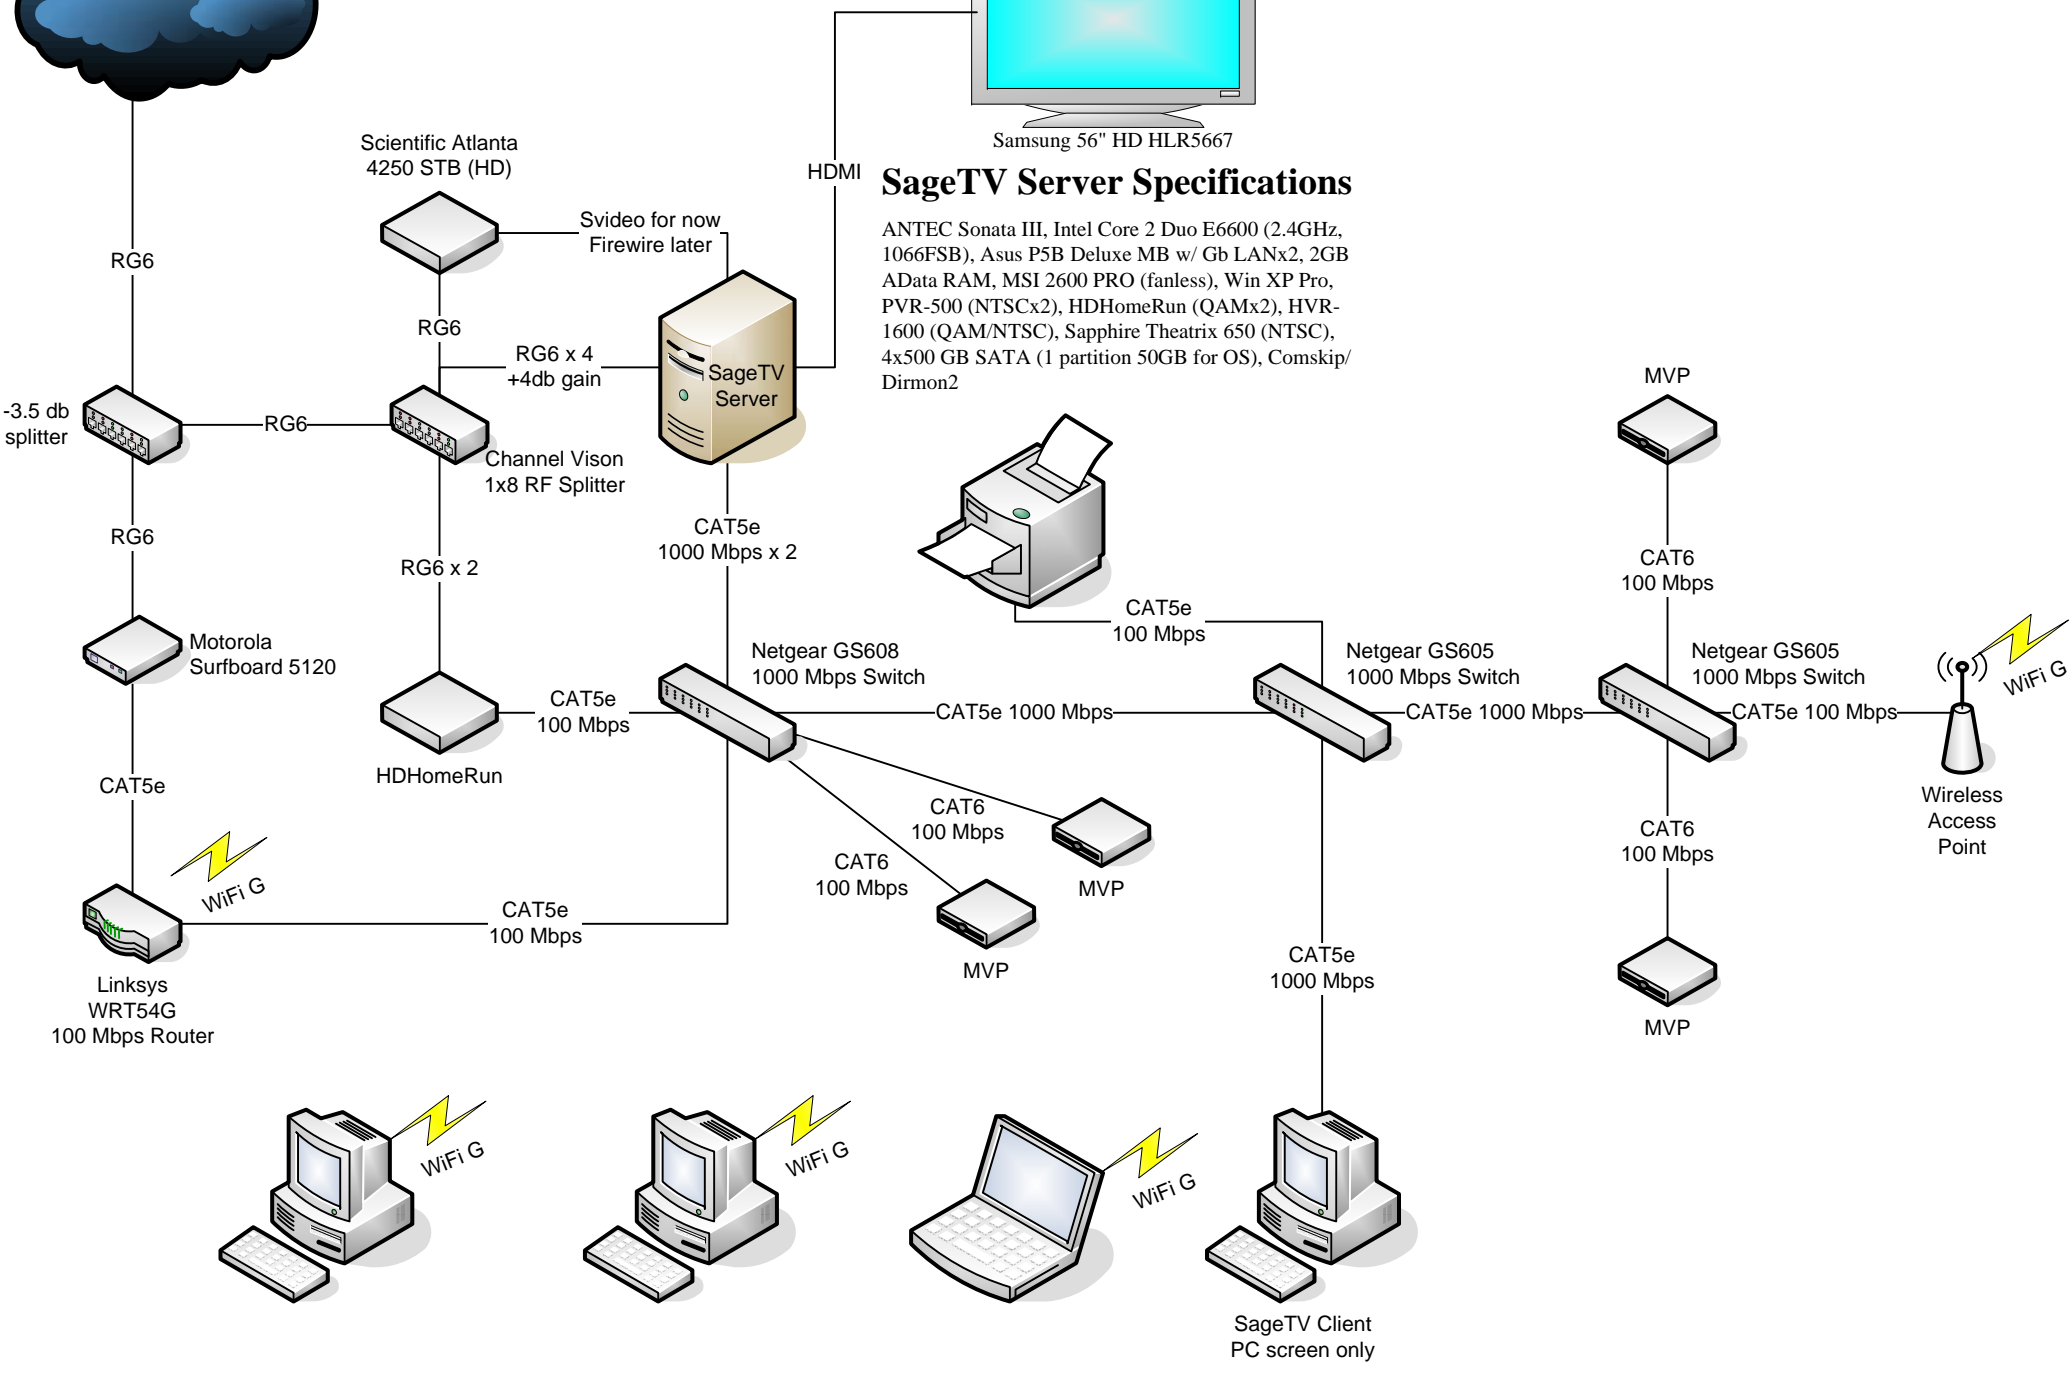 Samsung 56" HD HLR5667
SageTV Server Specifications
ANTEC Sonata III, Intel Core 2 Duo E6600 (2.4GHz,
1066FSB), Asus P5B Deluxe MB w/ Gb LANx2, 2GB
AData RAM, MSI 2600 PRO (fanless), Win XP Pro,
PVR-500 (NTSCx2), HDHomeRun (QAMx2), HVR-
1600 (QAM/NTSC), Sapphire Theatrix 650 (NTSC),
4x500 GB SATA (1 partition 50GB for OS), Comskip/
Dirmon2
HDMI
Scientific Atlanta
4250 STB (HD)
Svideo for now
Firewire later
RG6
RG6
RG6 x 4
+4db gain
SageTV
Server
-3.5 db
splitter
RG6
Channel Vison
1x8 RF Splitter
RG6
RG6 x 2
CAT5e
1000 Mbps x 2
Motorola
Surfboard 5120
CAT5e
HDHomeRun
CAT5e
100 Mbps
Netgear GS608
1000 Mbps Switch
CAT5e
100 Mbps
CAT5e 1000 Mbps
Netgear GS605
1000 Mbps Switch
CAT5e 1000 Mbps
MVP
CAT6
100 Mbps
Netgear GS605
1000 Mbps Switch
CAT5e 100 Mbps
WiFi G
Wireless
Access
Point
CAT6
100 Mbps
MVP
CAT6
100 Mbps
MVP
CAT6
100 Mbps
MVP
WiFi G
CAT5e
100 Mbps
Linksys
WRT54G
100 Mbps Router
CAT5e
1000 Mbps
WiFi G
WiFi G
WiFi G
SageTV Client
PC screen only